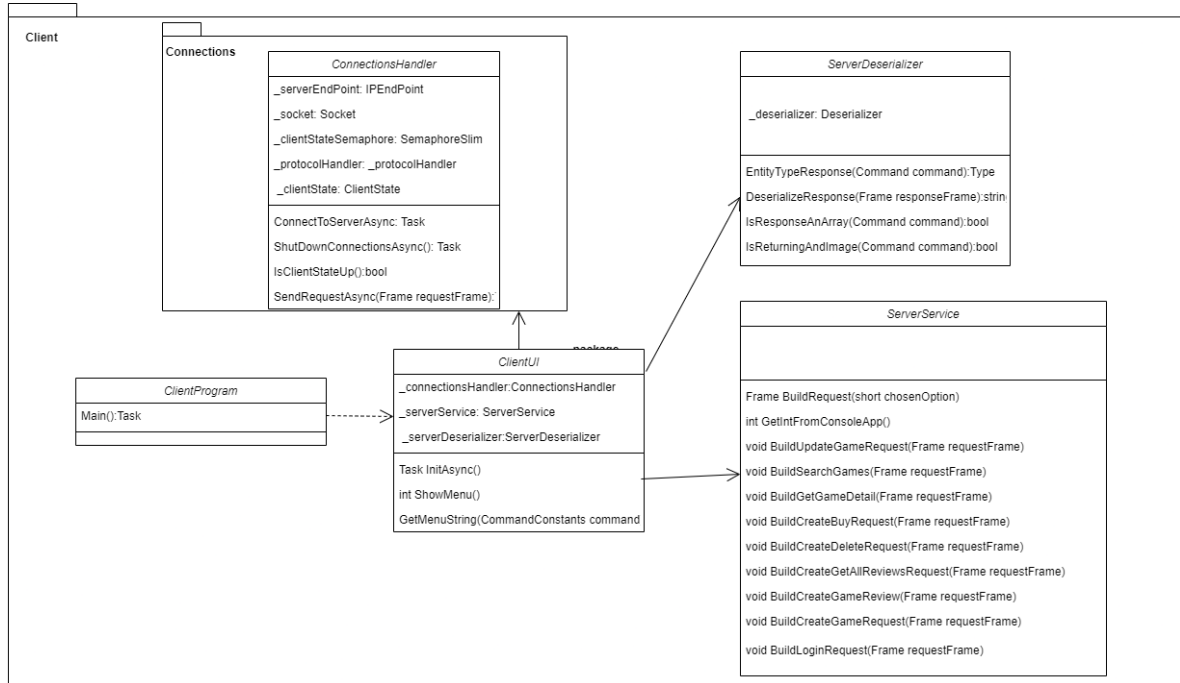 Client
Connections
ConnectionsHandler
_serverEndPoint: IPEndPoint
_socket: Socket
_clientStateSemaphore: SemaphoreSlim
_protocolHandler: _protocolHandler
_clientState: ClientState
ConnectToServerAsync: Task
ShutDownConnectionsAsync(): Task
IsClientStateUp():bool
SendRequestAsync(Frame requestFrame):
ServerDeserializer
_deserializer: Deserializer
EntityTypeResponse(Command command):Type
DeserializeResponse(Frame responseFrame):strin
IsResponseAnArray(Command command):bool
IsReturningAndImage(Command command):bool
package
ClientUI
_connectionsHandler:ConnectionsHandler
_serverService: ServerService
_serverDeserializer:ServerDeserializer
Task InitAsync()
int ShowMenu()
GetMenuString(CommandConstants command
ClientProgram
Main():Task
ServerService
Frame BuildRequest(short chosenOption)
int GetIntFromConsoleApp()
void BuildUpdateGameRequest(Frame requestFrame)
void BuildSearchGames(Frame requestFrame)
void BuildGetGameDetail(Frame requestFrame)
void BuildCreateBuyRequest(Frame requestFrame)
void BuildCreateDeleteRequest(Frame requestFrame)
void BuildCreateGetAllReviewsRequest(Frame requestFrame)
void BuildCreateGameReview(Frame requestFrame)
void BuildCreateGameRequest(Frame requestFrame)
void BuildLoginRequest(Frame requestFrame)